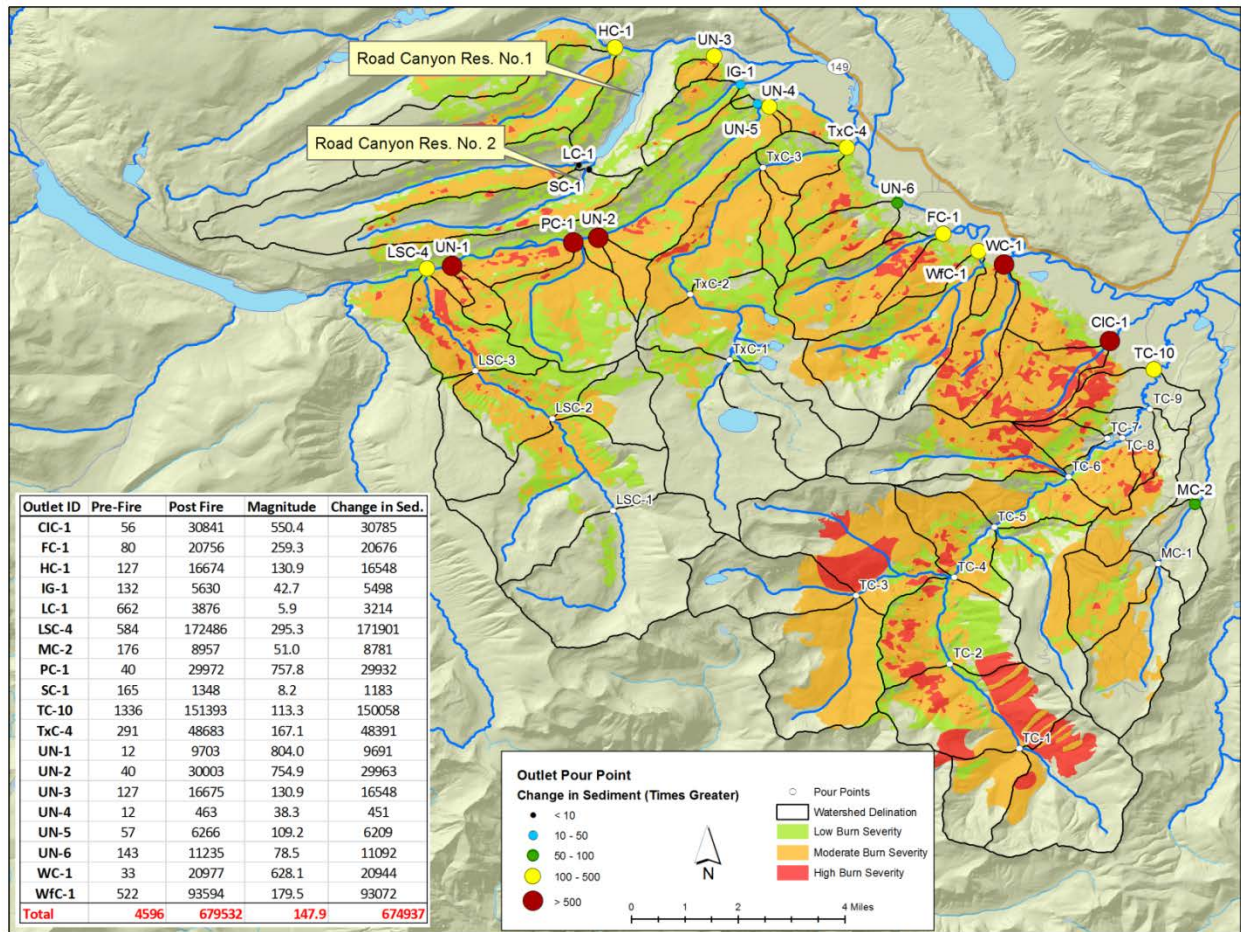 HC-1
UN-3
Road Canyon Res. No.1
IG-1
149
UN-4
UN-5
TxC-4
Road Canyon Res. No. 2
LC-1
TxC-3
SC-1
UN-6
PC-1
UN-2
FC-1
LSC-4
UN-1
WC-1
WfC-1
TxC-2
CIC-1
TxC-1
LSC-3
TC-10
TC-9
LSC-2
TC-7
TC-8
TC-6
MC-2
LSC-1
TC-5
MC-1
TC-4
TC-3
TC-2
TC-1
Outlet ID Pre-Fire Post Fire Magnitude Change in Sed.
CIC-1 56 30841 550.4 30785
FC-1 80 20756 259.3 20676
HC-1 127 16674 130.9 16548
IG-1 132 5630 42.7 5498
LC-1 662 3876 5.9 3214
LSC-4 584 172486 295.3 171901
MC-2 176 8957 51.0 8781
PC-1 40 29972 757.8 29932
SC-1 165 1348 8.2 1183
TC-10 1336 151393 113.3 150058
TxC-4 291 48683 167.1 48391
UN-1 12 9703 804.0 9691
UN-2 40 30003 754.9 29963
UN-3 127 16675 130.9 16548
UN-4 12 463 38.3 451
UN-5 57 6266 109.2 6209
UN-6 143 11235 78.5 11092
WC-1 33 20977 628.1 20944
WfC-1 522 93594 179.5 93072
Total 4596 679532 147.9 674937
Outlet Pour Point
Change in Sediment (Times Greater)
< 10
10 - 50
50 - 100
100 - 500
> 500
Pour Points
Watershed Delination
Low Burn Severity
Moderate Burn Severity
High Burn Severity
N
0 2 4 Miles